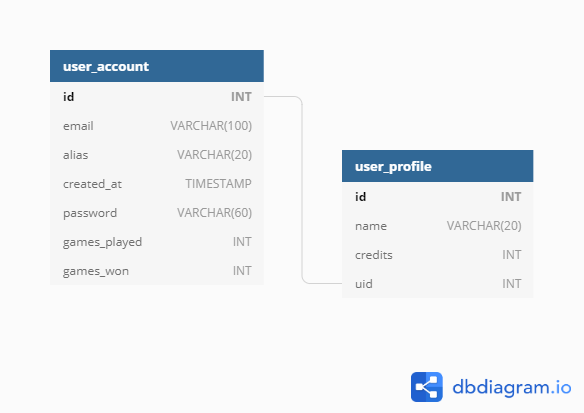 user_account
id INT
email VARCHAR(100)
alias VARCHAR(20)
created_at TIMESTAMP
password VARCHAR(60)
games_played INT
games_won INT
user_profile
id INT
name VARCHAR(20)
credits INT
uid INT
dbdiagram.io